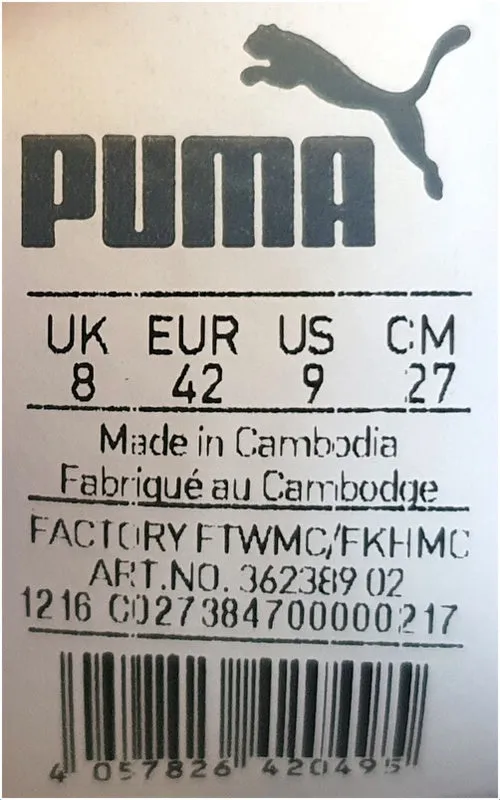 PUMA
UK EUR US CM
8 42 9 27
Made in Cambodia
Fabriqué au Cambodge
FACTORY FTWMC/FKHMC
ART.NO. 362389 02
1216 C027384700000217
4 057826 420495